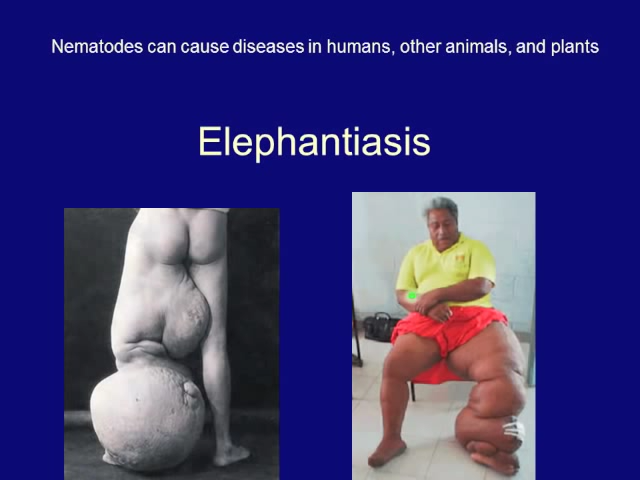 Nematodes can cause diseases in humans, other animals, and plants
Elephantiasis